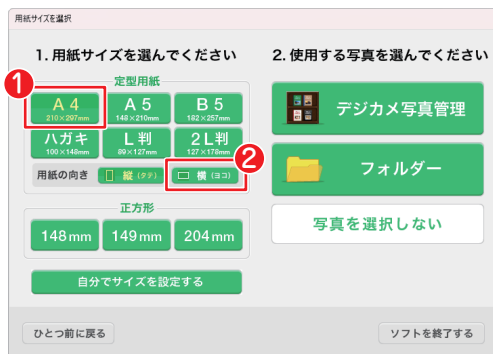 用紙サイズを選択
1. 用紙サイズを選んでください
定型用紙
1
A4
210×297mm
A5
148×210mm
B5
182×257mm
ハガキ
100×148mm
L判
89×127mm
2L判
127×178mm
用紙の向き
縦(タテ)
2
横(ヨコ)
正方形
148mm
149mm
204mm
自分でサイズを設定する
2. 使用する写真を選んでください
デジカメ写真管理
フォルダー
写真を選択しない
ひとつ前に戻る
ソフトを終了する